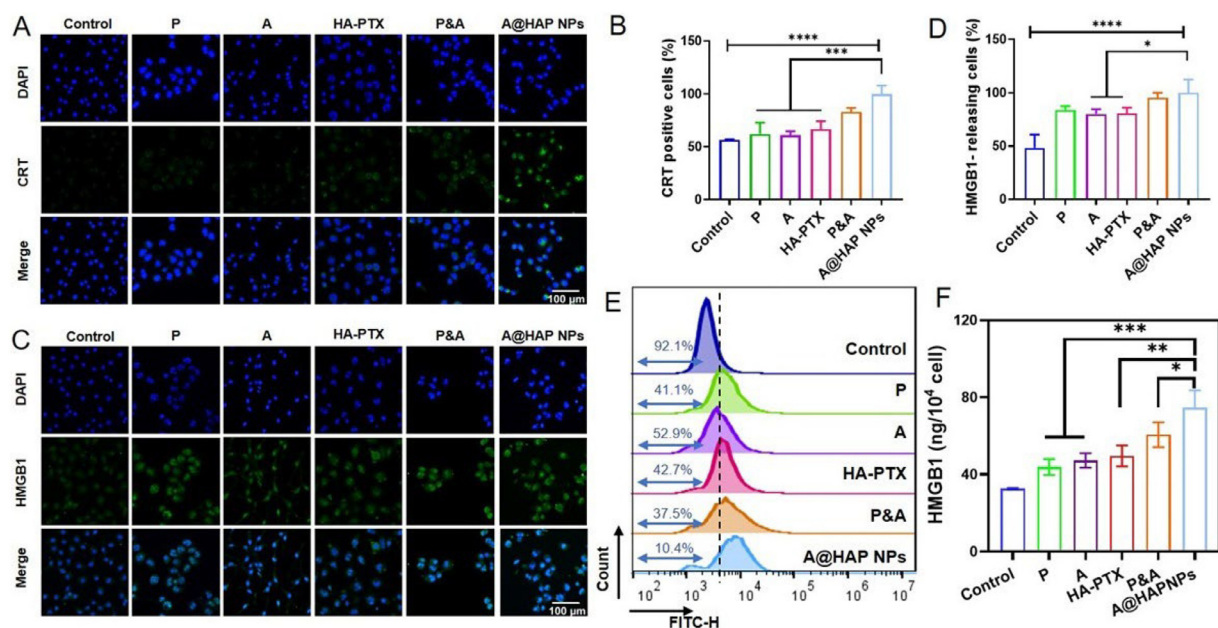 A
Control P A HA-PTX P&A A@HAP NPs
DAPI
CRT
Merge
100 μm
B
CRT positive cells (%)
150
100
50
0
****
***
Control P A HA-PTX P&A A@HAP NPs
D
HMGB1- releasing cells (%)
150
100
50
0
****
*
Control P A HA-PTX P&A A@HAP NPs
C
Control P A HA-PTX P&A A@HAP NPs
DAPI
HMGB1
Merge
100 μm
E
92.1% Control
41.1% P
52.9% A
42.7% HA-PTX
37.5% P&A
10.4% A@HAP NPs
Count
10² 10³ 10⁴ 10⁵ 10⁶ 10⁷
FITC-H
F
HMGB1 (ng/10⁴ cell)
120
80
40
0
***
**
*
Control P A HA-PTX P&A A@HAPNPs